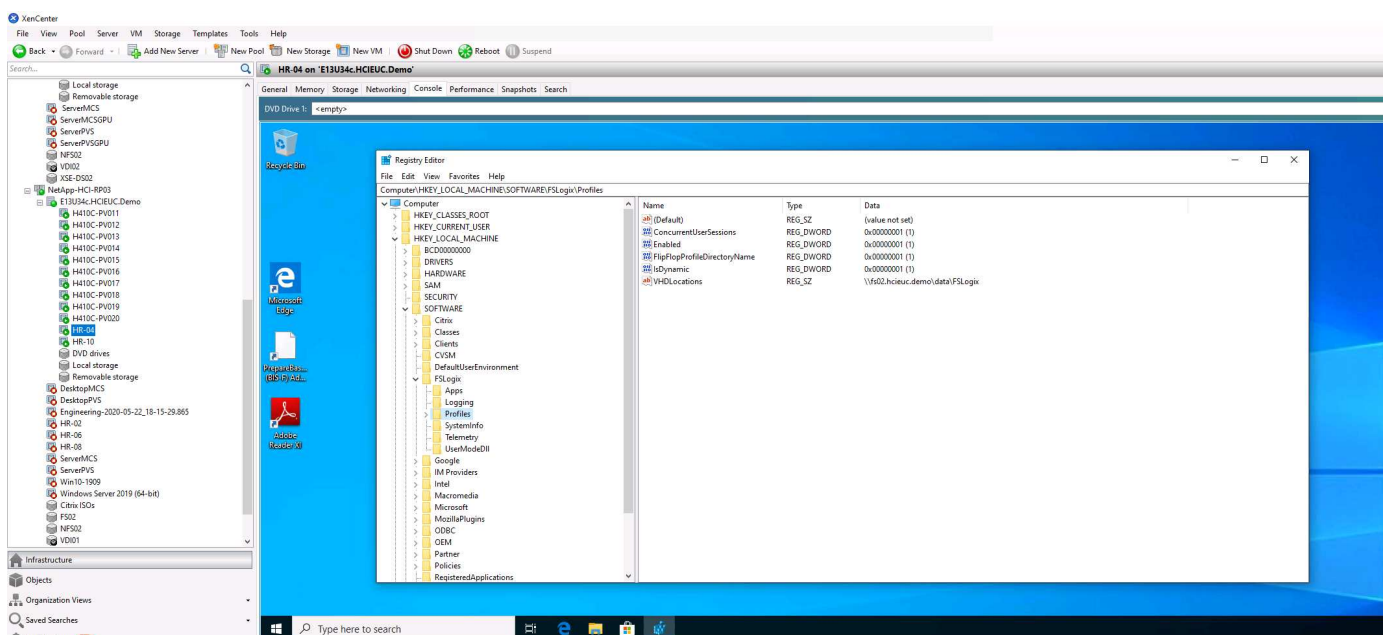 XenCenter
File View Pool Server VM Storage Templates Tools Help
Back Forward Add New Server New Pool New Storage New VM Shut Down Reboot Suspend
Search...
HR-04 on 'E13U34c.HCIEUC.Demo'
General Memory Storage Networking Console Performance Snapshots Search
DVD Drive 1: <empty>
Local storage
Removable storage
ServerMCS
ServerMCSGPU
ServerPVS
ServerPVSGPU
NFS02
VDI02
XSE-DS02
NetApp-HCI-RP03
E13U34c.HCIEUC.Demo
H410C-PV011
H410C-PV012
H410C-PV013
H410C-PV014
H410C-PV015
H410C-PV016
H410C-PV017
H410C-PV018
H410C-PV019
H410C-PV020
HR-04
HR-10
DVD drives
Local storage
Removable storage
DesktopMCS
DesktopPVS
Engineering-2020-05-22_18-15-29.865
HR-02
HR-06
HR-08
ServerMCS
ServerPVS
Win10-1909
Windows Server 2019 (64-bit)
Citrix ISOs
FS02
NFS02
VDI01
Infrastructure
Objects
Organization Views
Saved Searches
Recycle Bin
Microsoft
Edge
PrepareBas...
(BIS-F) Ad...
Adobe
Reader XI
Registry Editor
File Edit View Favorites Help
Computer\HKEY_LOCAL_MACHINE\SOFTWARE\FSLogix\Profiles
Computer
HKEY_CLASSES_ROOT
HKEY_CURRENT_USER
HKEY_LOCAL_MACHINE
BCD00000000
DRIVERS
HARDWARE
SAM
SECURITY
SOFTWARE
Citrix
Classes
Clients
CVSM
DefaultUserEnvironment
FSLogix
Apps
Logging
Profiles
SystemInfo
Telemetry
UserModeDll
Google
IM Providers
Intel
Macromedia
Microsoft
MozillaPlugins
ODBC
OEM
Partner
Policies
RegisteredApplications
Name Type Data
(Default) REG_SZ (value not set)
ConcurrentUserSessions REG_DWORD 0x00000001 (1)
Enabled REG_DWORD 0x00000001 (1)
FlipFlopProfileDirectoryName REG_DWORD 0x00000001 (1)
IsDynamic REG_DWORD 0x00000001 (1)
VHDLocations REG_SZ \\fs02.hcieuc.demo\data\FSLogix
Type here to search